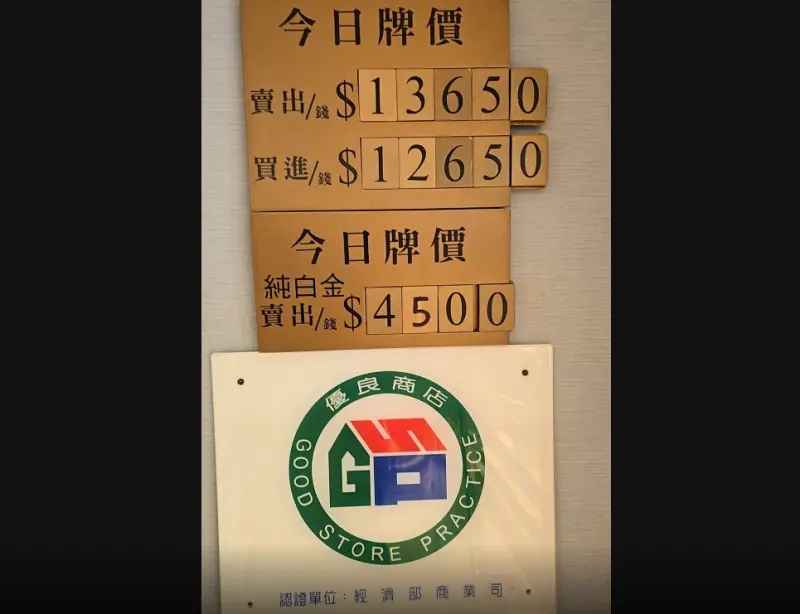 今日牌價
賣出/錢 $13650
買進/錢 $12650
今日牌價
純白金
賣出/錢 $4500
優良商店
GSP
GOOD STORE PRACTICE
認證單位：經濟部商業司